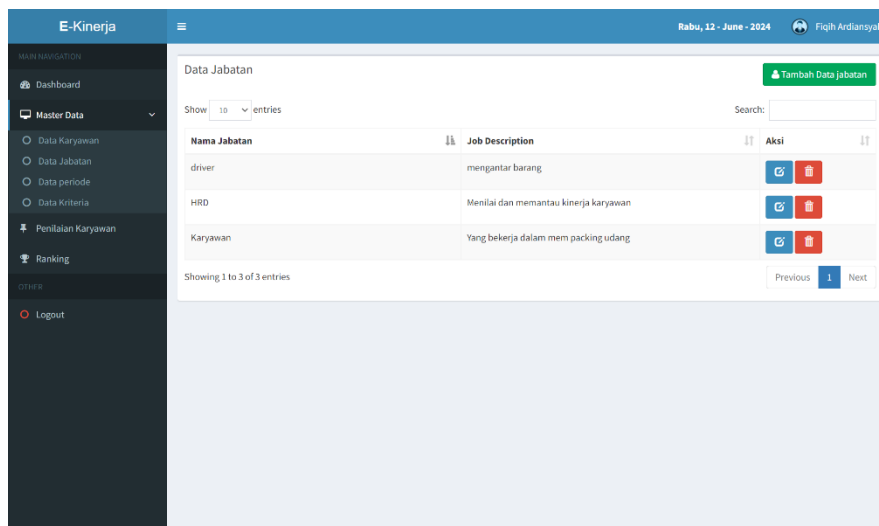 E-Kinerja
Rabu, 12 - June - 2024 Fiqih Ardiansyah
MAIN NAVIGATION
Dashboard
Master Data
Data Karyawan
Data Jabatan
Data periode
Data Kriteria
Penilaian Karyawan
Ranking
OTHER
Logout
Data Jabatan
Tambah Data jabatan
Show 10 entries Search:
Nama Jabatan Job Description Aksi
driver mengantar barang
HRD Menilai dan memantau kinerja karyawan
Karyawan Yang bekerja dalam mem packing udang
Showing 1 to 3 of 3 entries Previous 1 Next